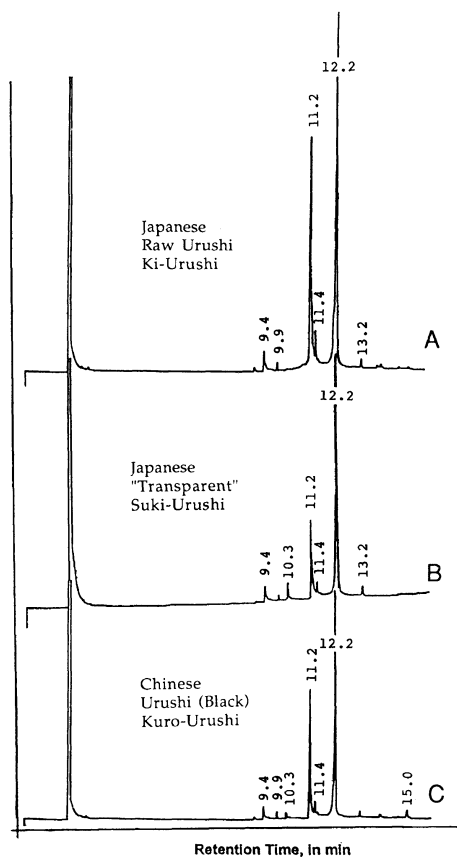 12.2
11.2
Japanese
Raw Urushi
Ki-Urushi
9.4
9.9
11.4
13.2
A
12.2
Japanese
"Transparent"
Suki-Urushi
9.4
10.3
11.2
11.4
13.2
B
12.2
11.2
Chinese
Urushi (Black)
Kuro-Urushi
9.4
9.9
10.3
11.4
15.0
C
Retention Time, in min